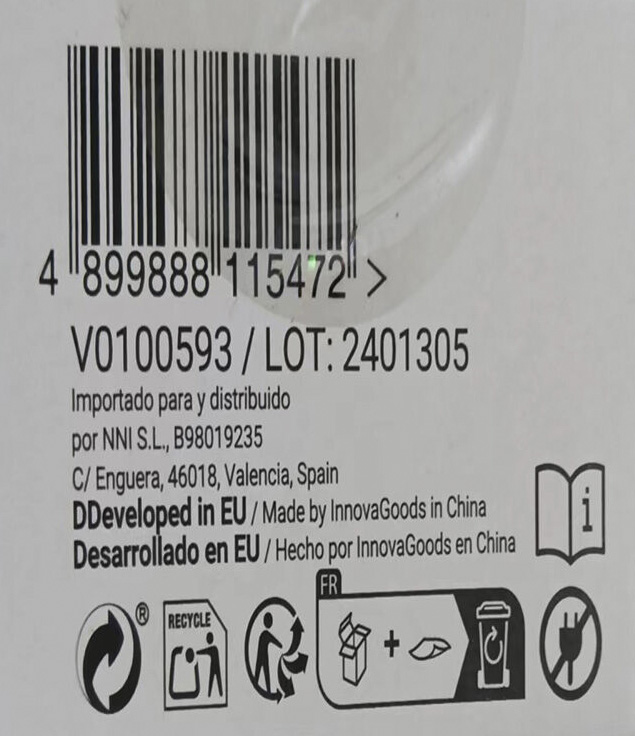 4 899888 115472 >
V0100593 / LOT: 2401305
Importado para y distribuido
por NNI S.L., B98019235
C/ Enguera, 46018, Valencia, Spain
DDeveloped in EU / Made by InnovaGoods in China
Desarrollado en EU / Hecho por InnovaGoods en China
i
FR
®
RECYCLE
+